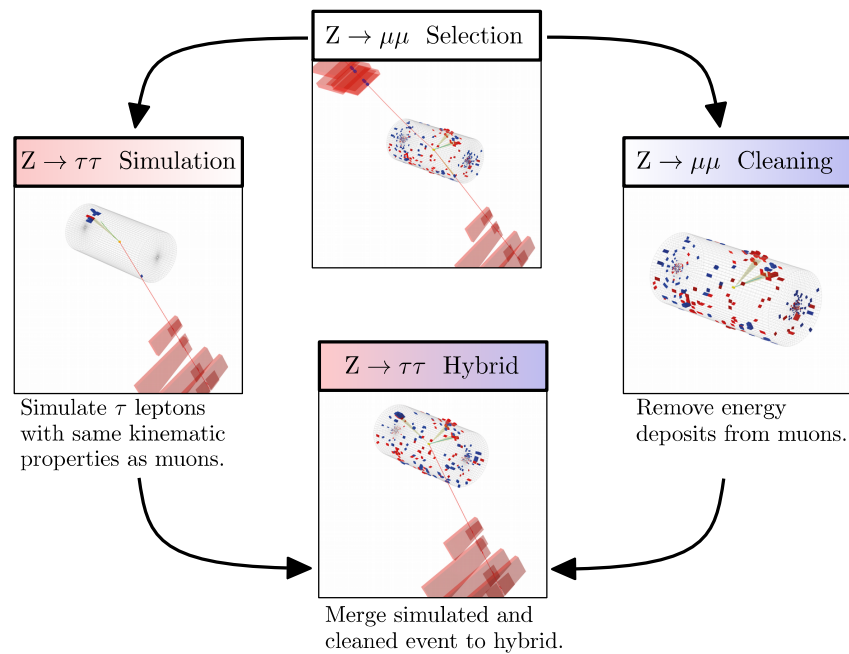 Z → μμ Selection
Z → ττ Simulation
Z → μμ Cleaning
Simulate τ leptons
with same kinematic
properties as muons.
Remove energy
deposits from muons.
Z → ττ Hybrid
Merge simulated and
cleaned event to hybrid.